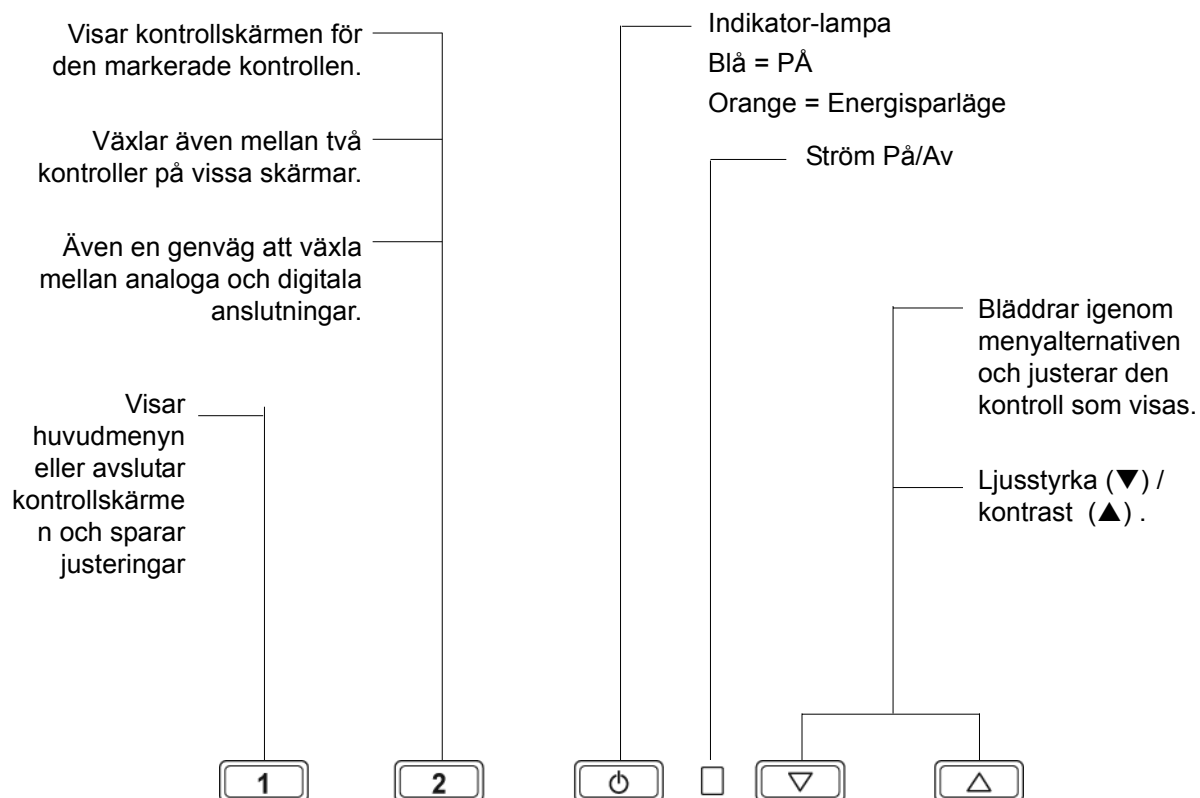 Visar kontrollskärmen för
den markerade kontrollen.
Växlar även mellan två
kontroller på vissa skärmar.
Även en genväg att växla
mellan analoga och digitala
anslutningar.
Visar
huvudmenyn
eller avslutar
kontrollskärme
n och sparar
justeringar
Indikator-lampa
Blå = PÅ
Orange = Energisparläge
Ström På/Av
Bläddrar igenom
menyalternativen
och justerar den
kontroll som visas.
Ljusstyrka (▼) /
kontrast (▲) .
1
2